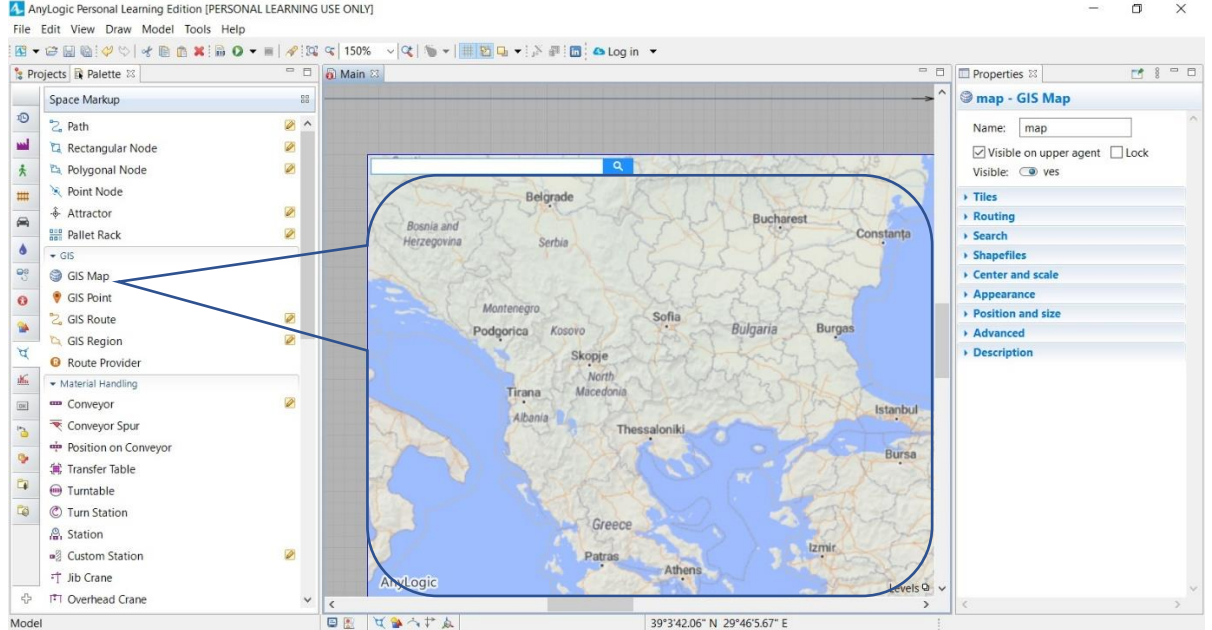 AnyLogic Personal Learning Edition [PERSONAL LEARNING USE ONLY]
File Edit View Draw Model Tools Help
150% Log in
Projects Palette
Space Markup
Path
Rectangular Node
Polygonal Node
Point Node
Attractor
Pallet Rack
GIS
GIS Map
GIS Point
GIS Route
GIS Region
Route Provider
Material Handling
Conveyor
Conveyor Spur
Position on Conveyor
Transfer Table
Turntable
Turn Station
Station
Custom Station
Jib Crane
Overhead Crane
Main
Belgrade
Bosnia and
Herzegovina
Serbia
Bucharest
Constanța
Montenegro
Podgorica
Kosovo
Sofia
Bulgaria
Burgas
Skopje
North
Macedonia
Tirana
Albania
Istanbul
Thessaloniki
Bursa
Greece
Izmir
Patras
Athens
AnyLogic
Levels
Properties
map - GIS Map
Name: map
Visible on upper agent Lock
Visible: yes
Tiles
Routing
Search
Shapefiles
Center and scale
Appearance
Position and size
Advanced
Description
Model
39°3'42.06" N 29°46'5.67" E